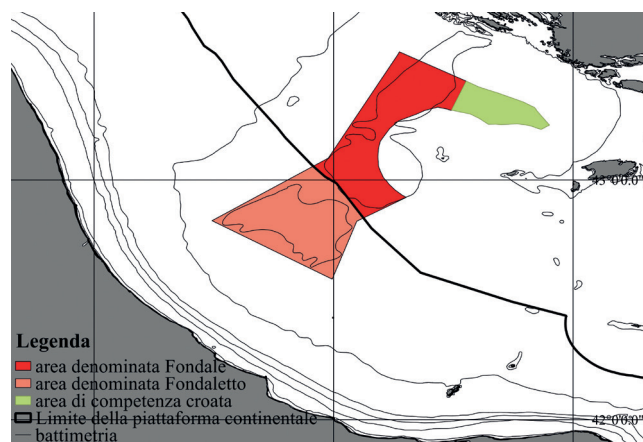 43°0'0.0"
Legenda
area denominata Fondale
area denominata Fondaletto
area di competenza croata
Limite della piattaforma continentale
battimetria
42°0'0.0"